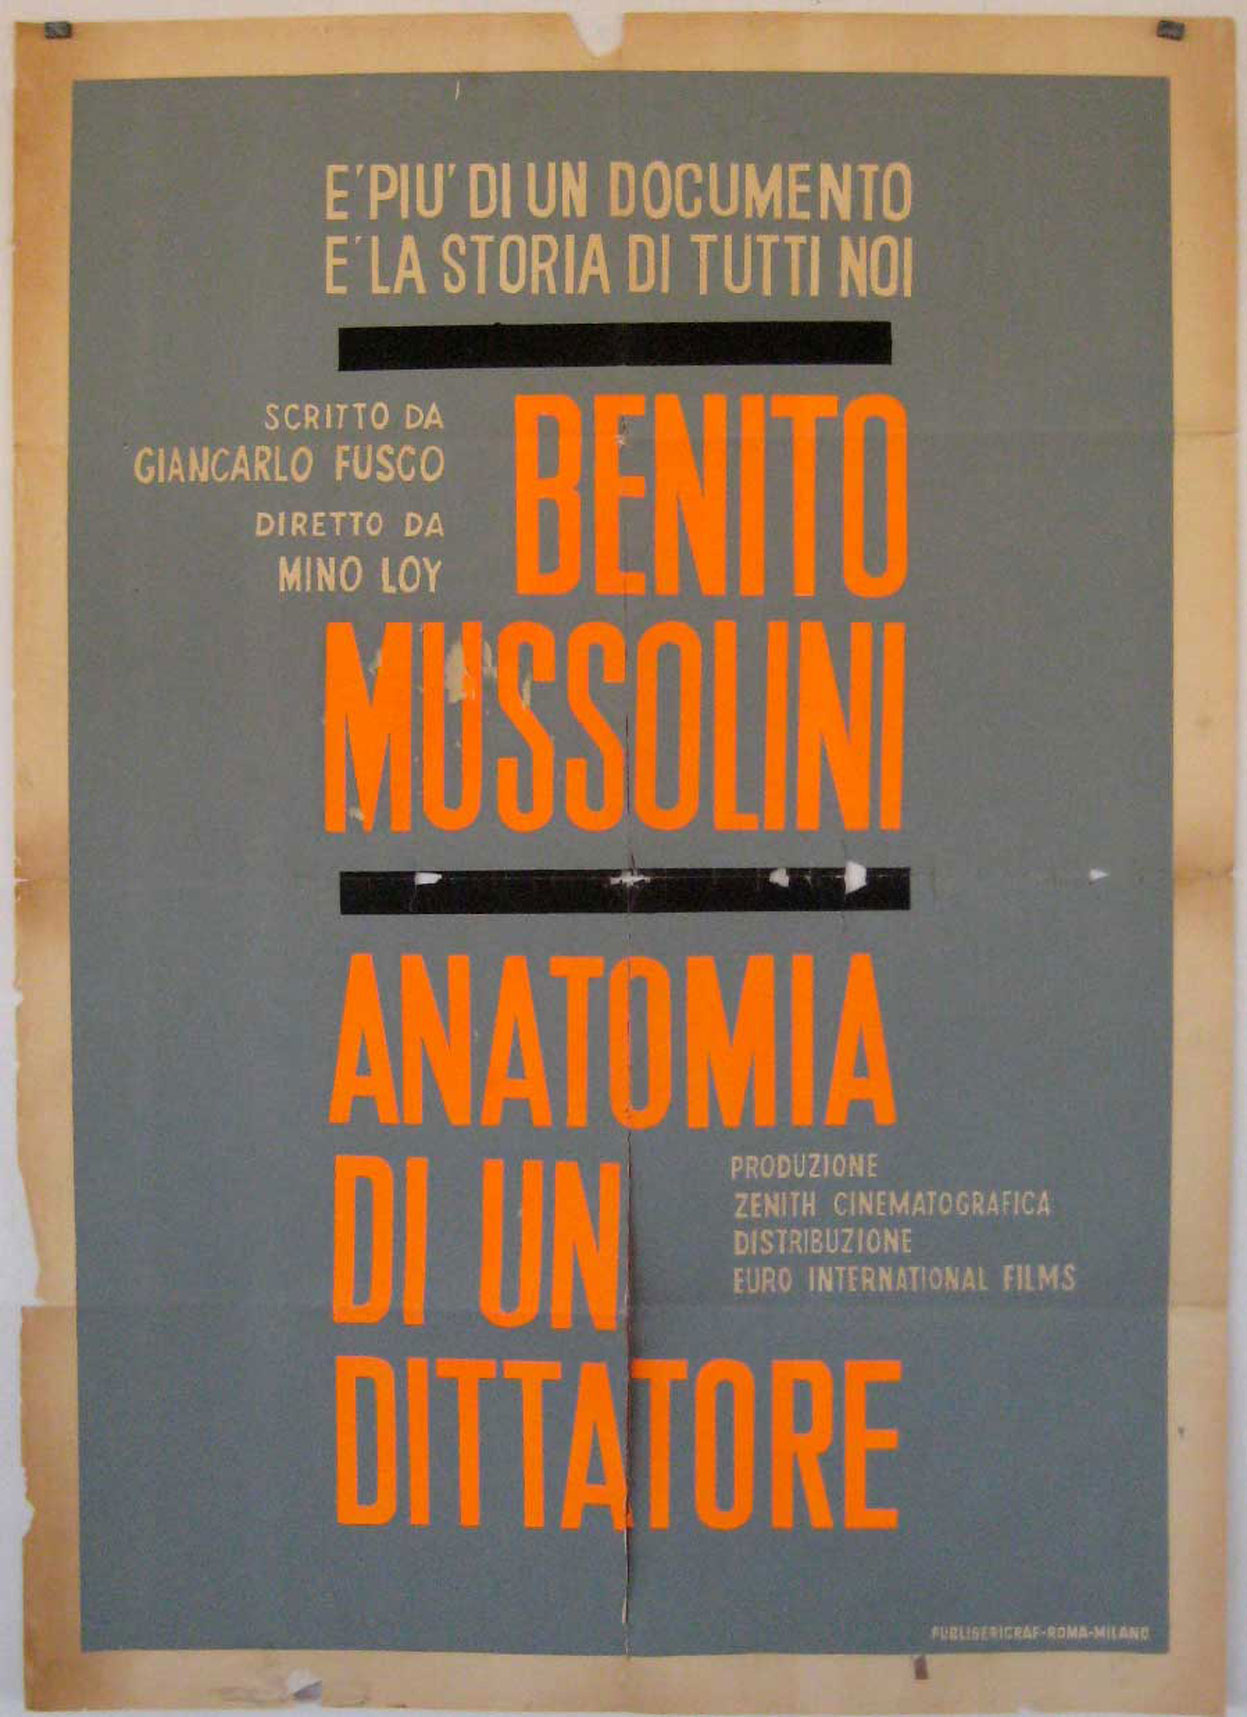 E' PIU' DI UN DOCUMENTO
E' LA STORIA DI TUTTI NOI
SCRITTO DA
GIANCARLO FUSCO
DIRETTO DA
MINO LOY
BENITO
MUSSOLINI
ANATOMIA
DI UN
DITTATORE
PRODUZIONE
ZENITH CINEMATOGRAFICA
DISTRIBUZIONE
EURO INTERNATIONAL FILMS
PUBLISERIGRAF-ROMA-MILANO